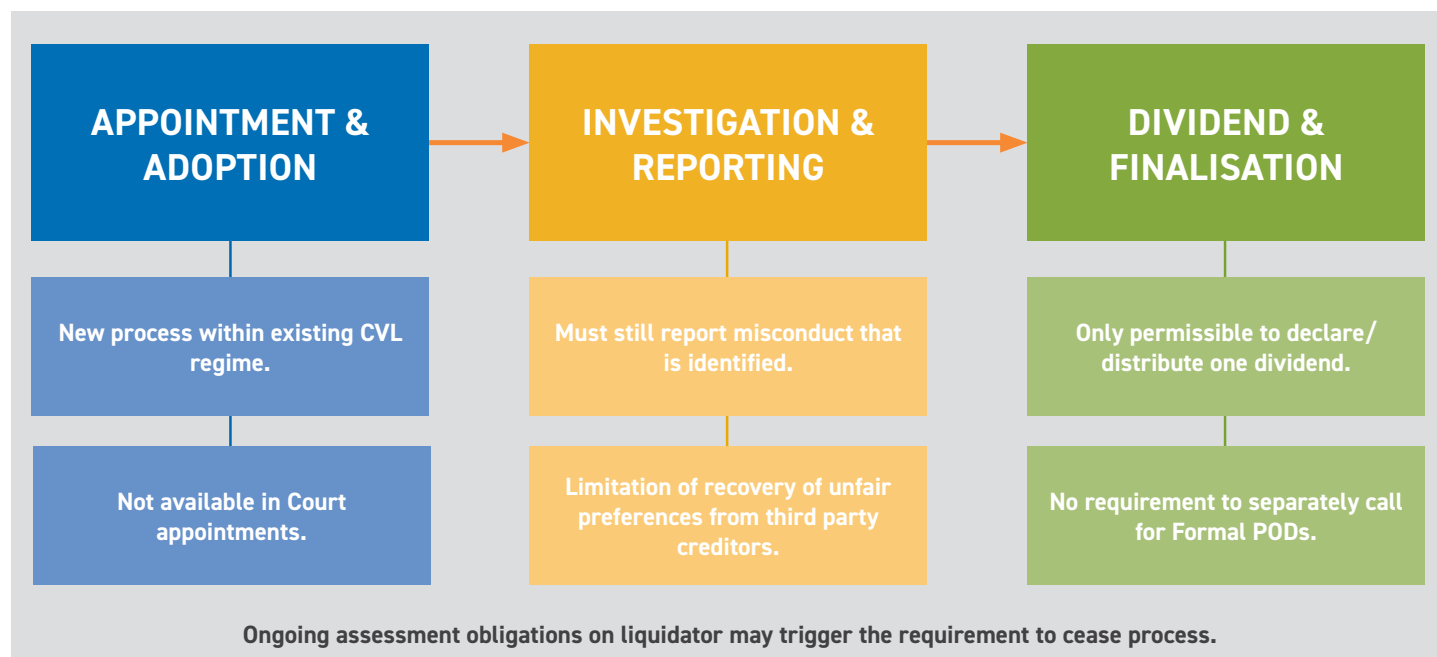 APPOINTMENT &
ADOPTION
New process within existing CVL
regime.
Not available in Court
appointments.
INVESTIGATION &
REPORTING
Must still report misconduct that
is identified.
Limitation of recovery of unfair
preferences from third party
creditors.
DIVIDEND &
FINALISATION
Only permissible to declare/
distribute one dividend.
No requirement to separately call
for Formal PODs.
Ongoing assessment obligations on liquidator may trigger the requirement to cease process.